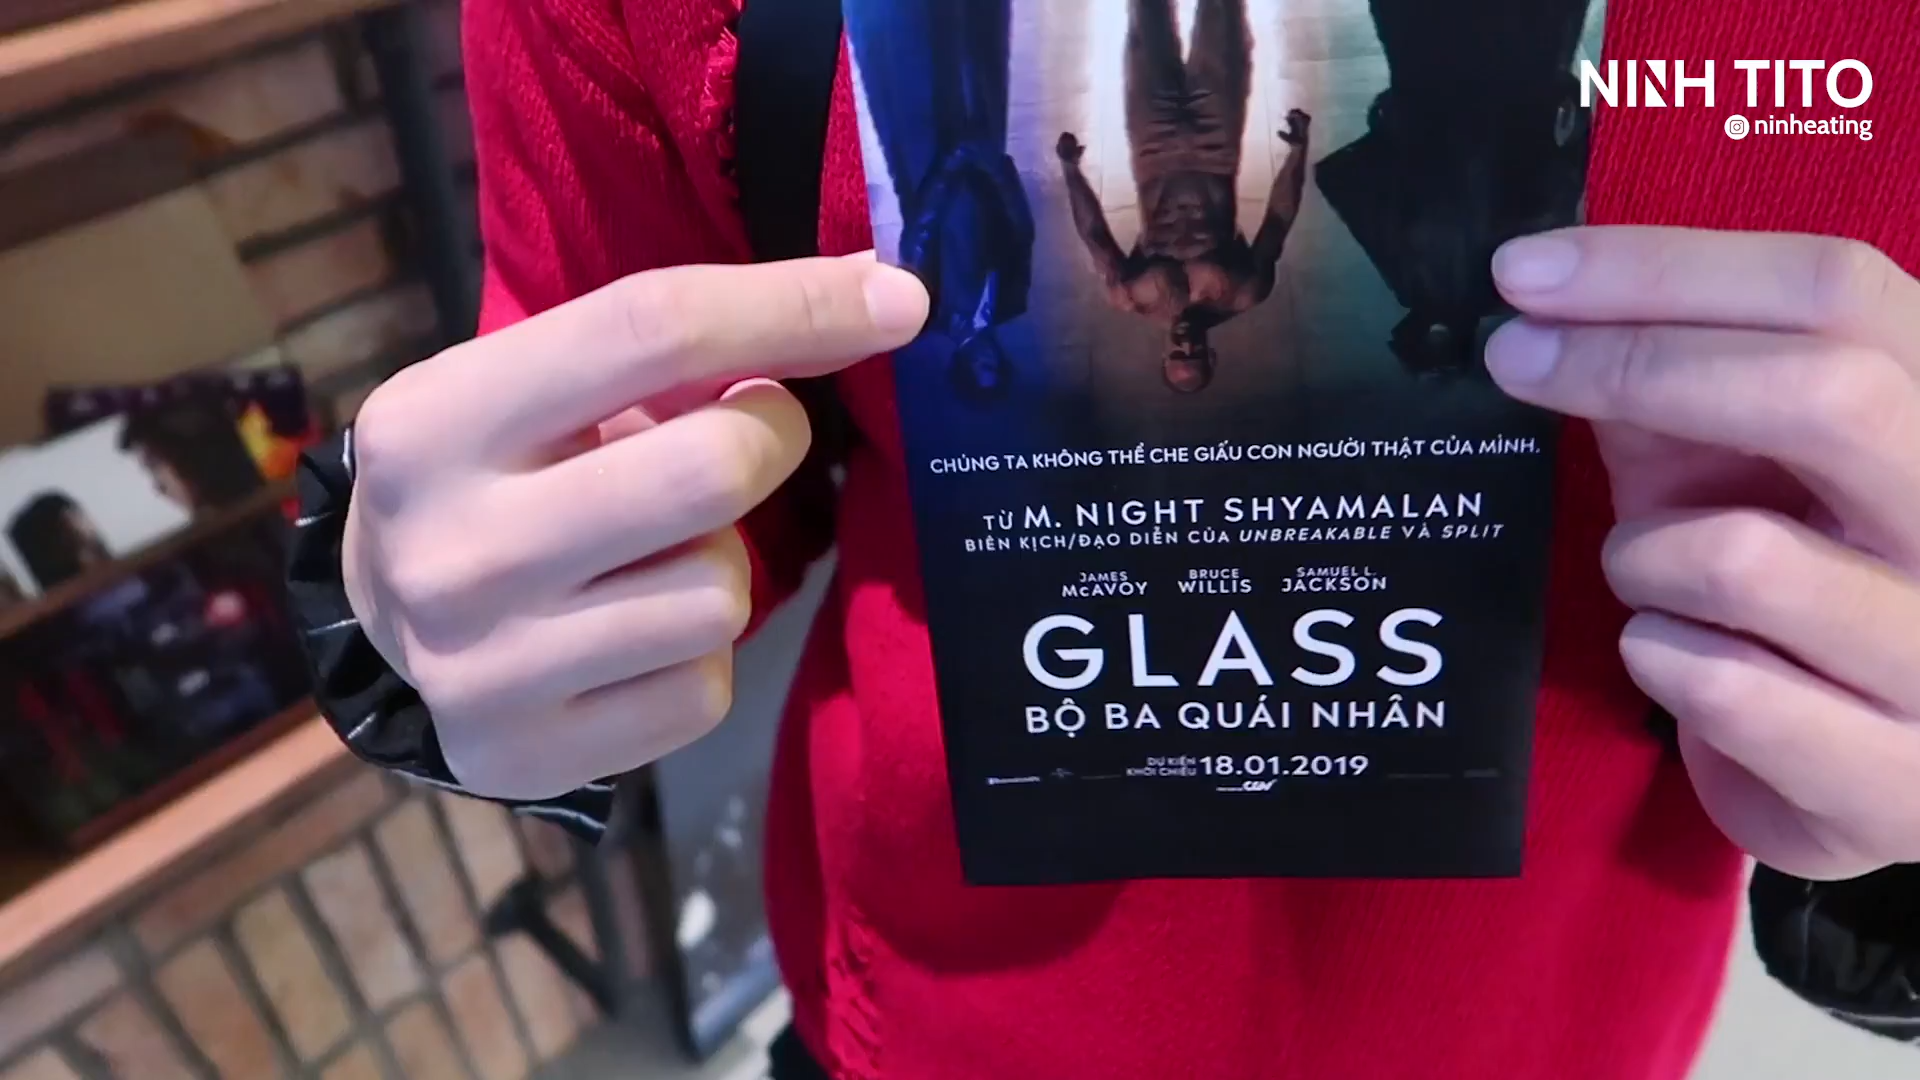 NINH TITO
ninheating
CHÚNG TA KHÔNG THỂ CHE GIẤU CON NGƯỜI THẬT CỦA MÌNH.
TỪ M. NIGHT SHYAMALAN
BIÊN KỊCH/ĐẠO DIỄN CỦA UNBREAKABLE VÀ SPLIT
JAMES McAVOY BRUCE WILLIS SAMUEL L. JACKSON
GLASS
BỘ BA QUÁI NHÂN
DỰ KIẾN KHỞI CHIẾU 18.01.2019
CGV